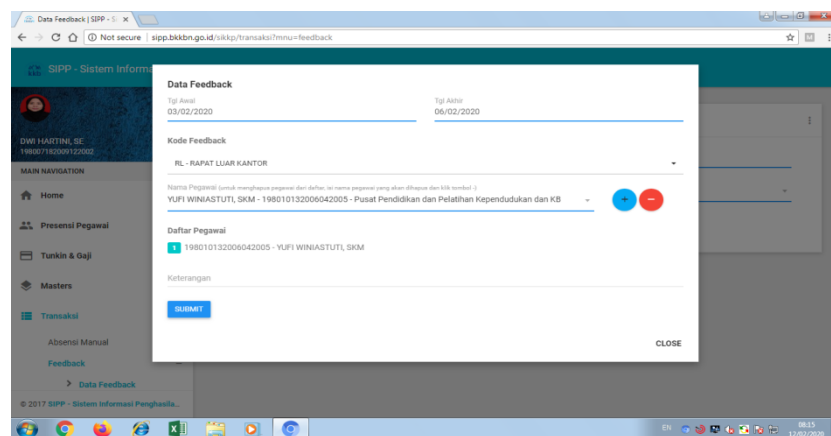 Data Feedback | SIPP - S
Not secure | sipp.bkkbn.go.id/sikkp/transaksi?mnu=feedback
SIPP - Sistem Informa
DWI HARTINI, SE
198007182009122002
MAIN NAVIGATION
Home
Presensi Pegawai
Tunkin & Gaji
Masters
Transaksi
Absensi Manual
Feedback
Data Feedback
© 2017 SIPP - Sistem Informasi Penghasila...
Data Feedback
Tgl Awal
03/02/2020
Tgl Akhir
06/02/2020
Kode Feedback
RL - RAPAT LUAR KANTOR
Nama Pegawai (untuk menghapus pegawai dari daftar, isi nama pegawai yang akan dihapus dan klik tombol -)
YUFI WINIASTUTI, SKM - 198010132006042005 - Pusat Pendidikan dan Pelatihan Kependudukan dan KB
+
−
Daftar Pegawai
1 198010132006042005 - YUFI WINIASTUTI, SKM
Keterangan
SUBMIT
CLOSE
EN
08:15
12/02/2020